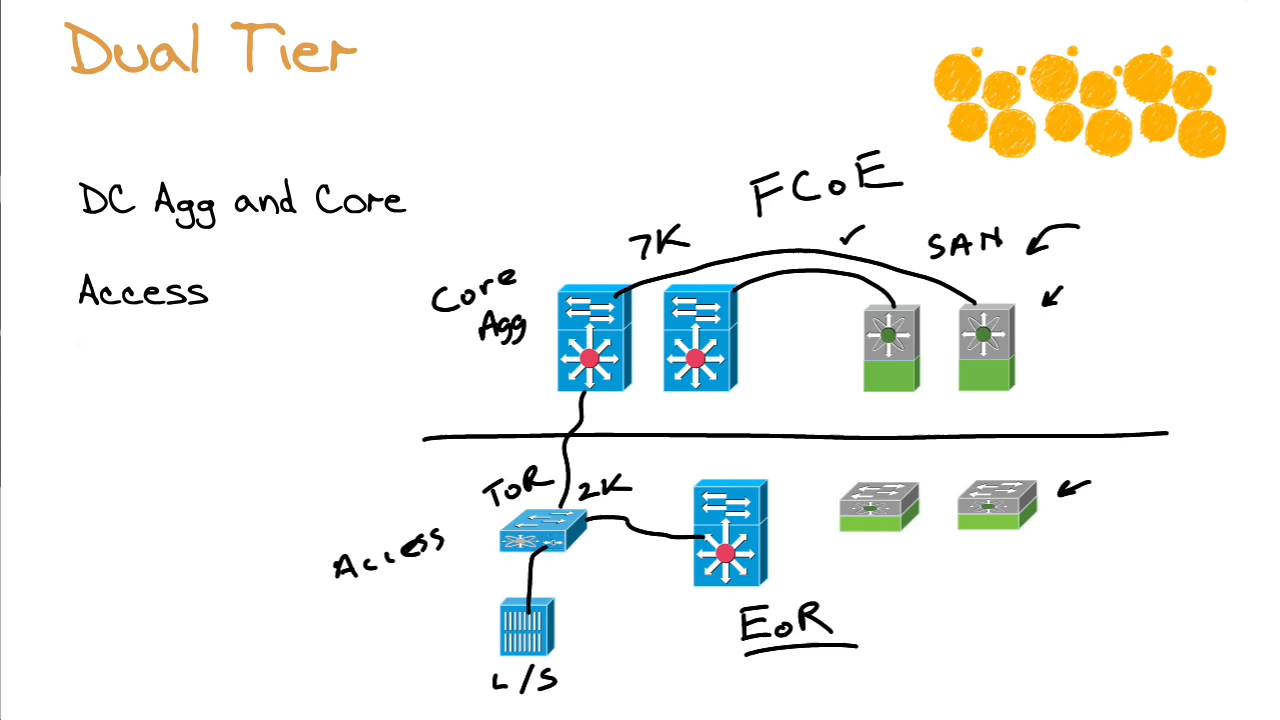 Dual Tier
DC Agg and Core
Access
FCoE
7K
SAN
Core
Agg
ToR
2K
Access
EoR
L/S